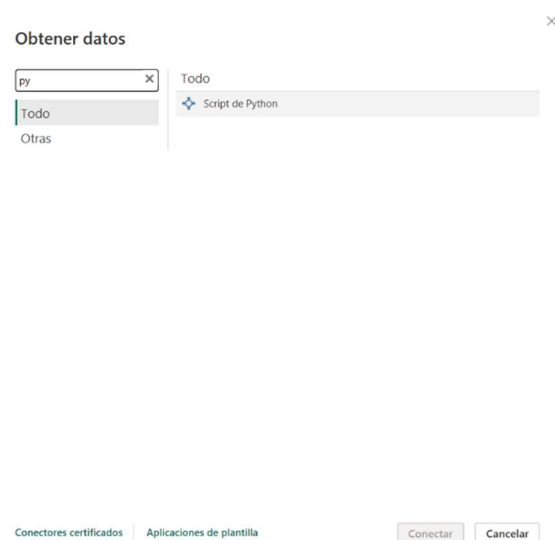 Obtener datos
py
Todo
Otras
Todo
Script de Python
Conectores certificados
Aplicaciones de plantilla
Conectar
Cancelar